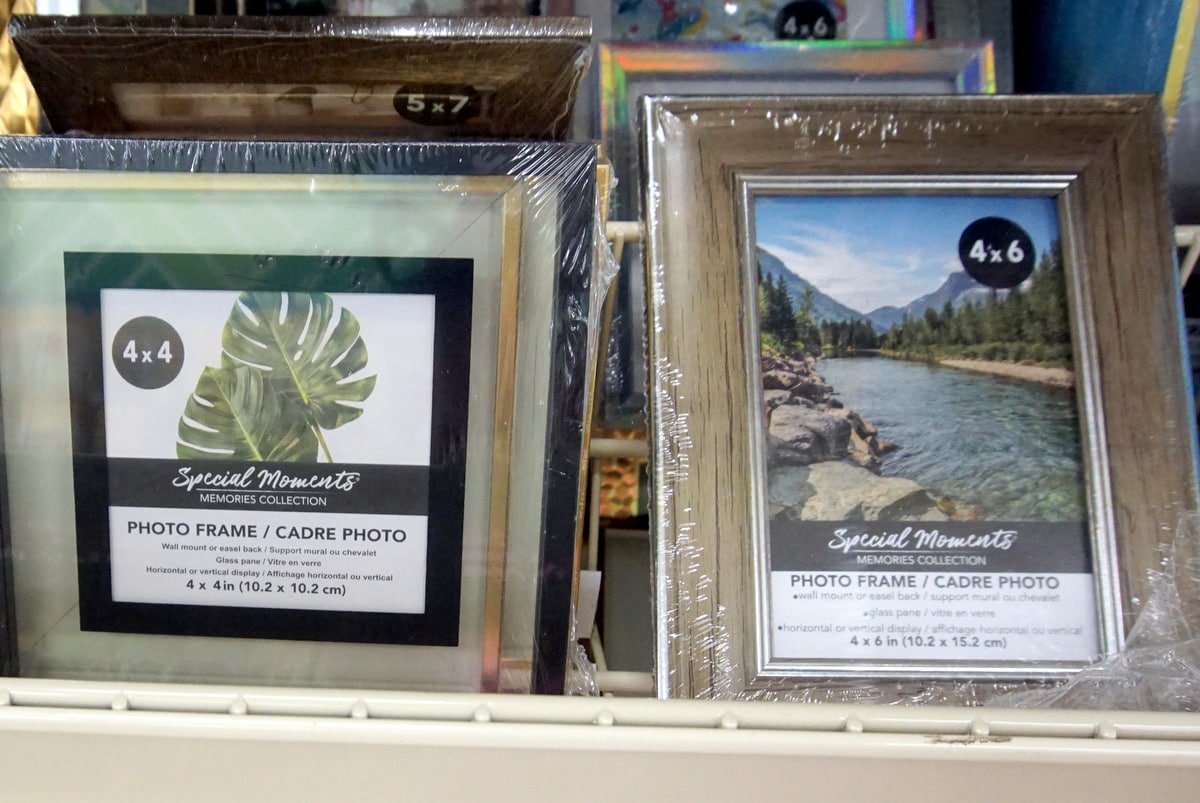 4x6
5x7
4x4
Special Moments
MEMORIES COLLECTION
PHOTO FRAME / CADRE PHOTO
Wall mount or easel back / Support mural ou chevalet
Glass pane / Vitre en verre
Horizontal or vertical display / Affichage horizontal ou vertical
4 x 4in (10.2 x 10.2 cm)
4x6
Special Moments
MEMORIES COLLECTION
PHOTO FRAME / CADRE PHOTO
•wall mount or easel back / support mural ou chevalet
•glass pane / vitre en verre
•horizontal or vertical display / affichage horizontal ou vertical
4 x 6 in (10.2 x 15.2 cm)